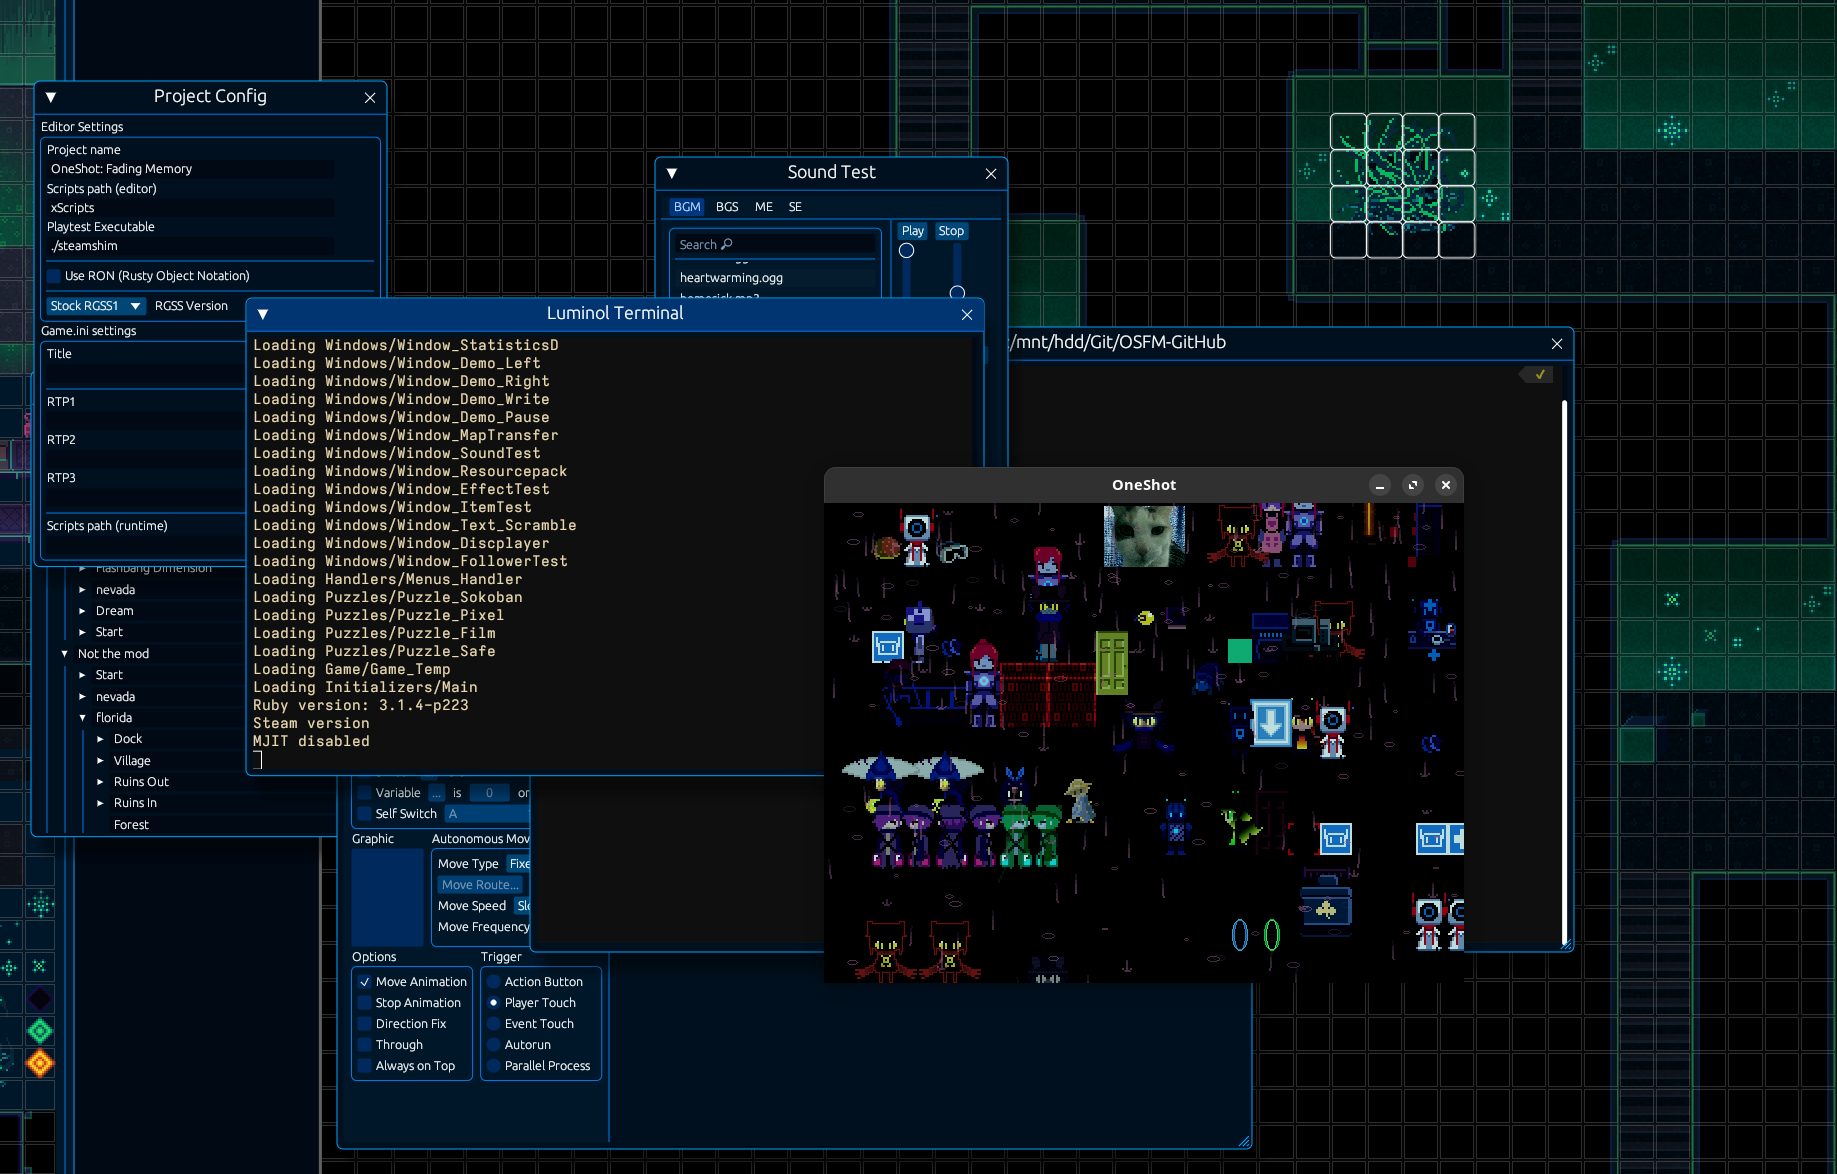 Project Config
Editor Settings
Project name
OneShot: Fading Memory
Scripts path (editor)
xScripts
Playtest Executable
./steamshim
Use RON (Rusty Object Notation)
Stock RGSS1
RGSS Version
Game.ini settings
Title
RTP1
RTP2
RTP3
Scripts path (runtime)
Flashbang Dimension
nevada
Dream
Start
Not the mod
Start
nevada
florida
Dock
Village
Ruins Out
Ruins In
Forest
Sound Test
BGM BGS ME SE
Search
heartwarming.ogg
Play Stop
Luminol Terminal
Loading Windows/Window_StatisticsD
Loading Windows/Window_Demo_Left
Loading Windows/Window_Demo_Right
Loading Windows/Window_Demo_Write
Loading Windows/Window_Demo_Pause
Loading Windows/Window_MapTransfer
Loading Windows/Window_SoundTest
Loading Windows/Window_Resourcepack
Loading Windows/Window_EffectTest
Loading Windows/Window_ItemTest
Loading Windows/Window_Text_Scramble
Loading Windows/Window_Discplayer
Loading Windows/Window_FollowerTest
Loading Handlers/Menus_Handler
Loading Puzzles/Puzzle_Sokoban
Loading Puzzles/Puzzle_Pixel
Loading Puzzles/Puzzle_Film
Loading Puzzles/Puzzle_Safe
Loading Game/Game_Temp
Loading Initializers/Main
Ruby version: 3.1.4-p223
Steam version
MJIT disabled
/mnt/hdd/Git/OSFM-GitHub
OneShot
Variable ... is 0 or
Self Switch A
Graphic
Autonomous Mov
Move Type Fixe
Move Route...
Move Speed Slo
Move Frequency
Options
Move Animation
Stop Animation
Direction Fix
Through
Always on Top
Trigger
Action Button
Player Touch
Event Touch
Autorun
Parallel Process